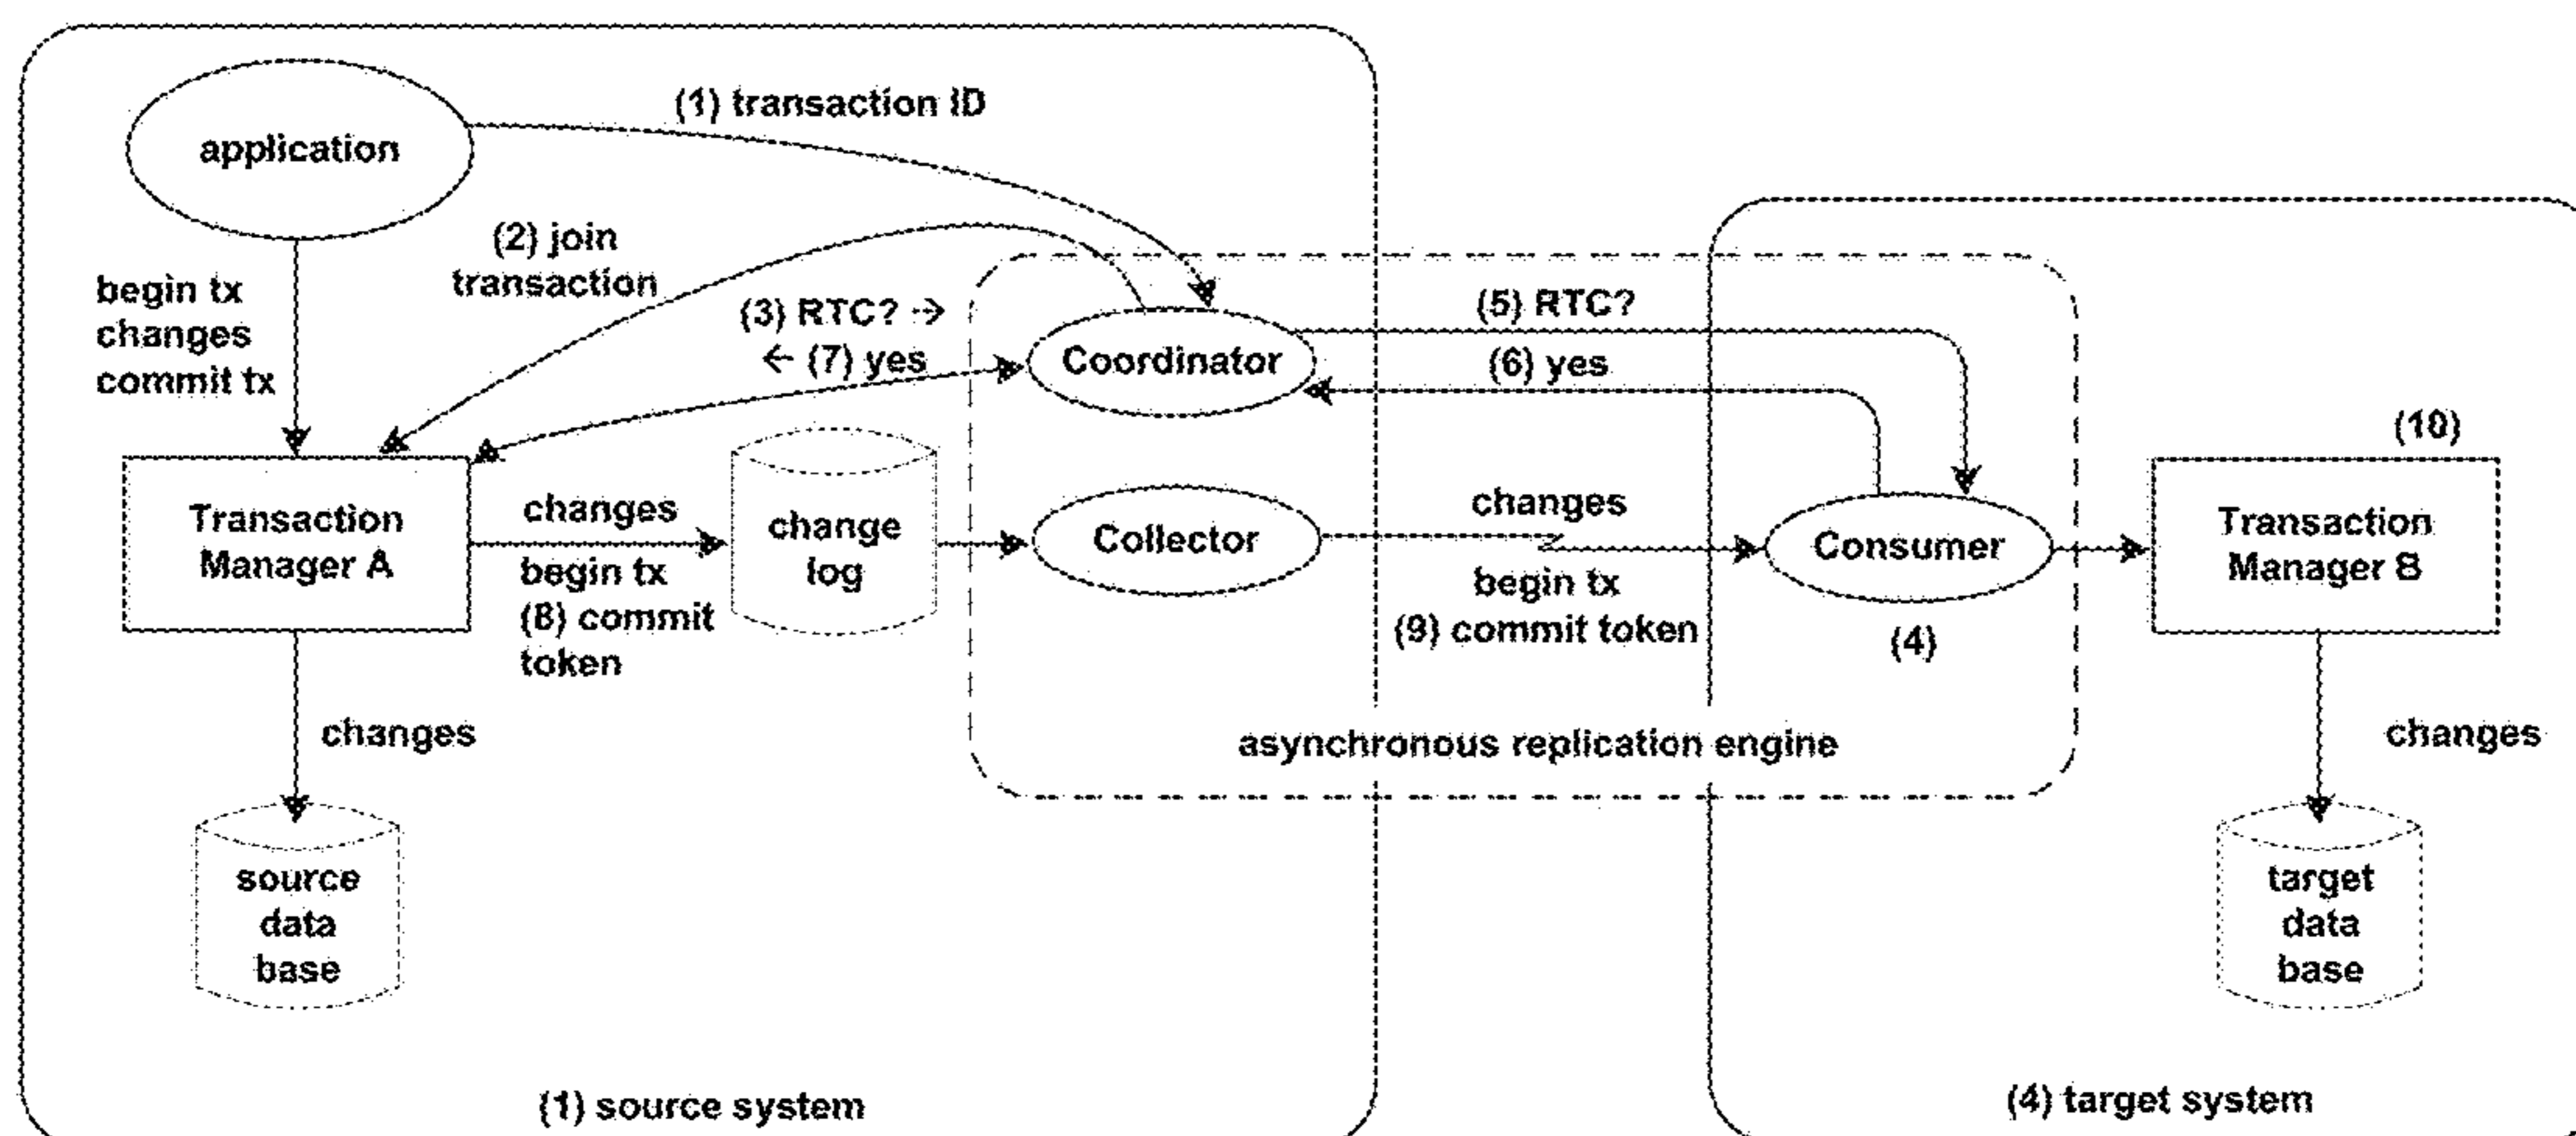 (1) transaction ID
application
(2) join
transaction
begin tx
changes
commit tx
(3) RTC? →
← (7) yes
Coordinator
(5) RTC?
(6) yes
(10)
Transaction
Manager A
changes
begin tx
(8) commit
token
change
log
Collector
changes
begin tx
(9) commit token
Consumer
(4)
Transaction
Manager B
changes
asynchronous replication engine
changes
source
data
base
target
data
base
(1) source system
(4) target system